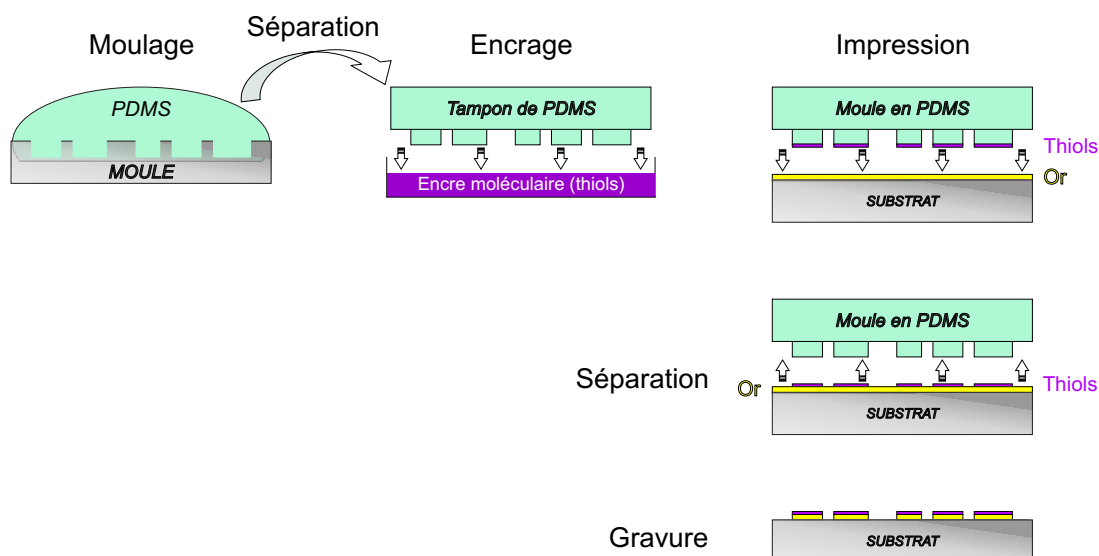 Moulage
Séparation
Encrage
Impression
PDMS
MOULE
Tampon de PDMS
Encre moléculaire (thiols)
Moule en PDMS
Thiols
Or
SUBSTRAT
Séparation
Moule en PDMS
Or
Thiols
SUBSTRAT
Gravure
SUBSTRAT